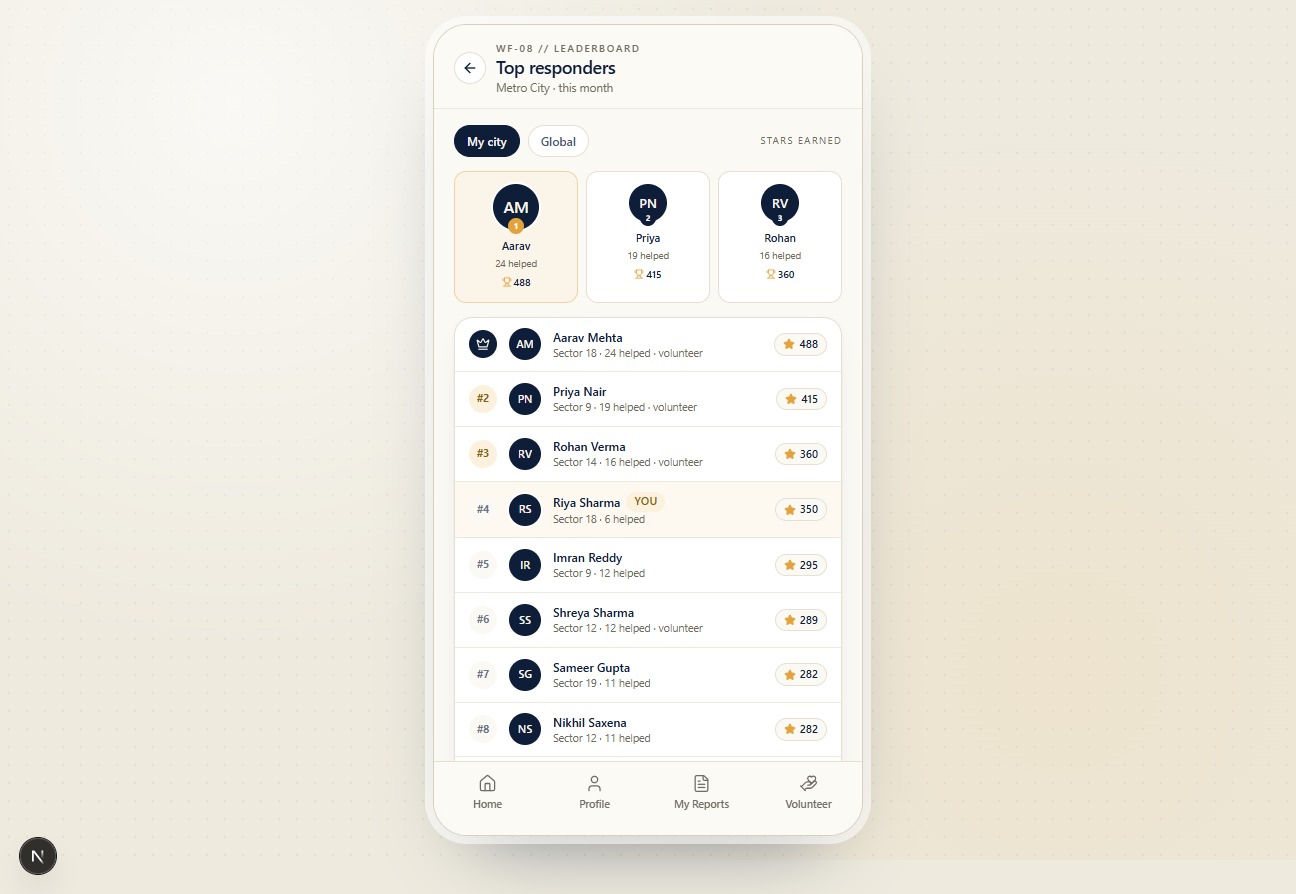 WF-08 // LEADERBOARD
Top responders
Metro City · this month
My city
Global
STARS EARNED
AM
1
Aarav
24 helped
488
PN
2
Priya
19 helped
415
RV
3
Rohan
16 helped
360
AM
Aarav Mehta
Sector 18 · 24 helped · volunteer
488
#2
PN
Priya Nair
Sector 9 · 19 helped · volunteer
415
#3
RV
Rohan Verma
Sector 14 · 16 helped · volunteer
360
#4
RS
Riya Sharma YOU
Sector 18 · 6 helped
350
#5
IR
Imran Reddy
Sector 9 · 12 helped
295
#6
SS
Shreya Sharma
Sector 12 · 12 helped · volunteer
289
#7
SG
Sameer Gupta
Sector 19 · 11 helped
282
#8
NS
Nikhil Saxena
Sector 12 · 11 helped
282
Home
Profile
My Reports
Volunteer
N